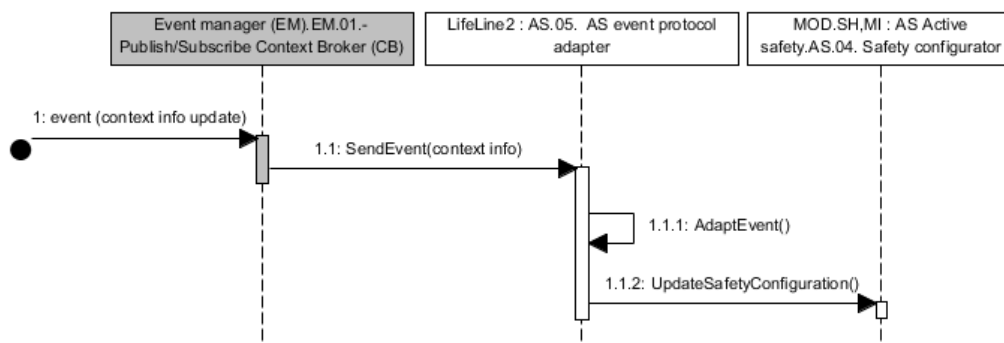 Event manager (EM).EM.01.-
Publish/Subscribe Context Broker (CB)
LifeLine2 : AS.05.  AS event protocol
adapter
MOD.SH,MI : AS Active
safety.AS.04. Safety configurator
1: event (context info update)
1.1: SendEvent(context info)
1.1.1: AdaptEvent()
1.1.2: UpdateSafetyConfiguration()